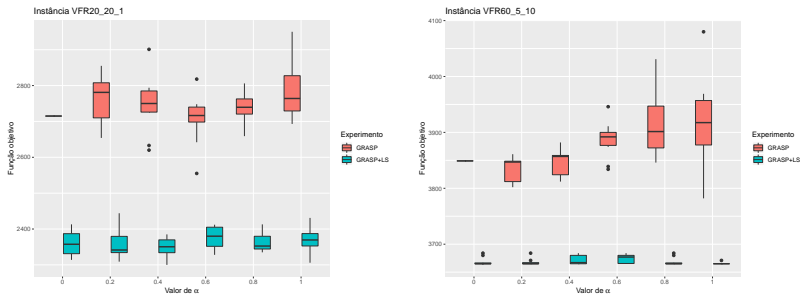 Instância VFR20_20_1
Função objetivo
2800
2600
2400
0
0.2
0.4
0.6
0.8
1
Valor de α
Experimento
GRASP
GRASP+LS
Instância VFR60_5_10
Função objetivo
4100
4000
3900
3800
3700
0
0.2
0.4
0.6
0.8
1
Valor de α
Experimento
GRASP
GRASP+LS